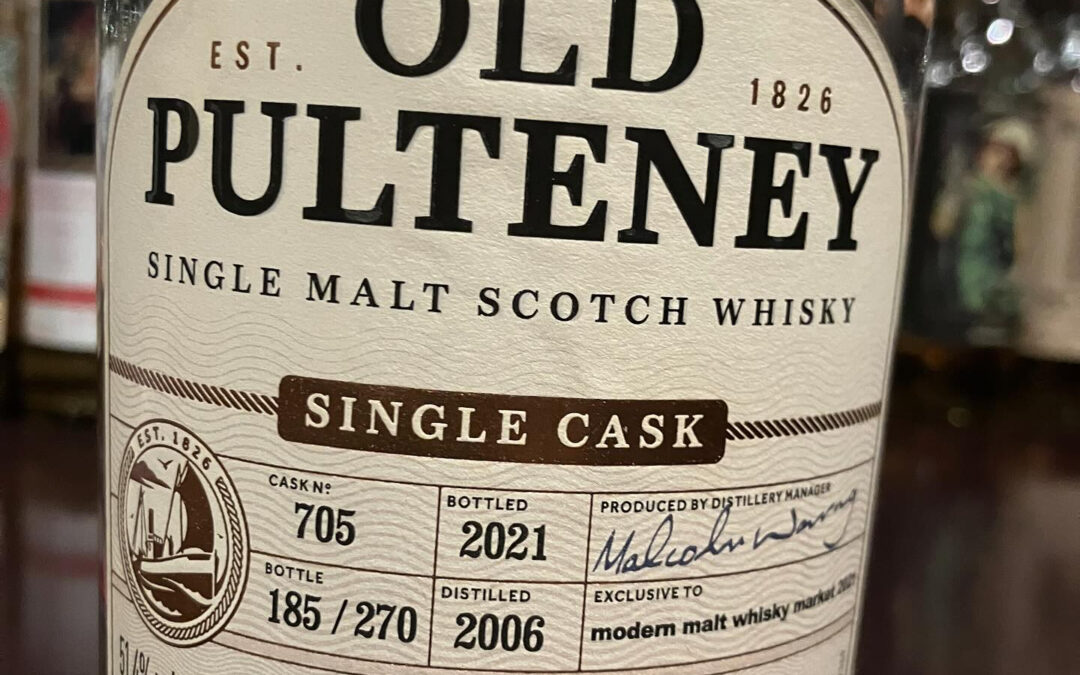 OLD
EST. 1826
PULTENEY
SINGLE MALT SCOTCH WHISKY
SINGLE CASK
EST. 1826
CASK Nº
705
BOTTLED
2021
PRODUCED BY DISTILLERY MANAGER
Malcolm Waring
BOTTLE
185 / 270
DISTILLED
2006
EXCLUSIVE TO
modern malt whisky market 2021